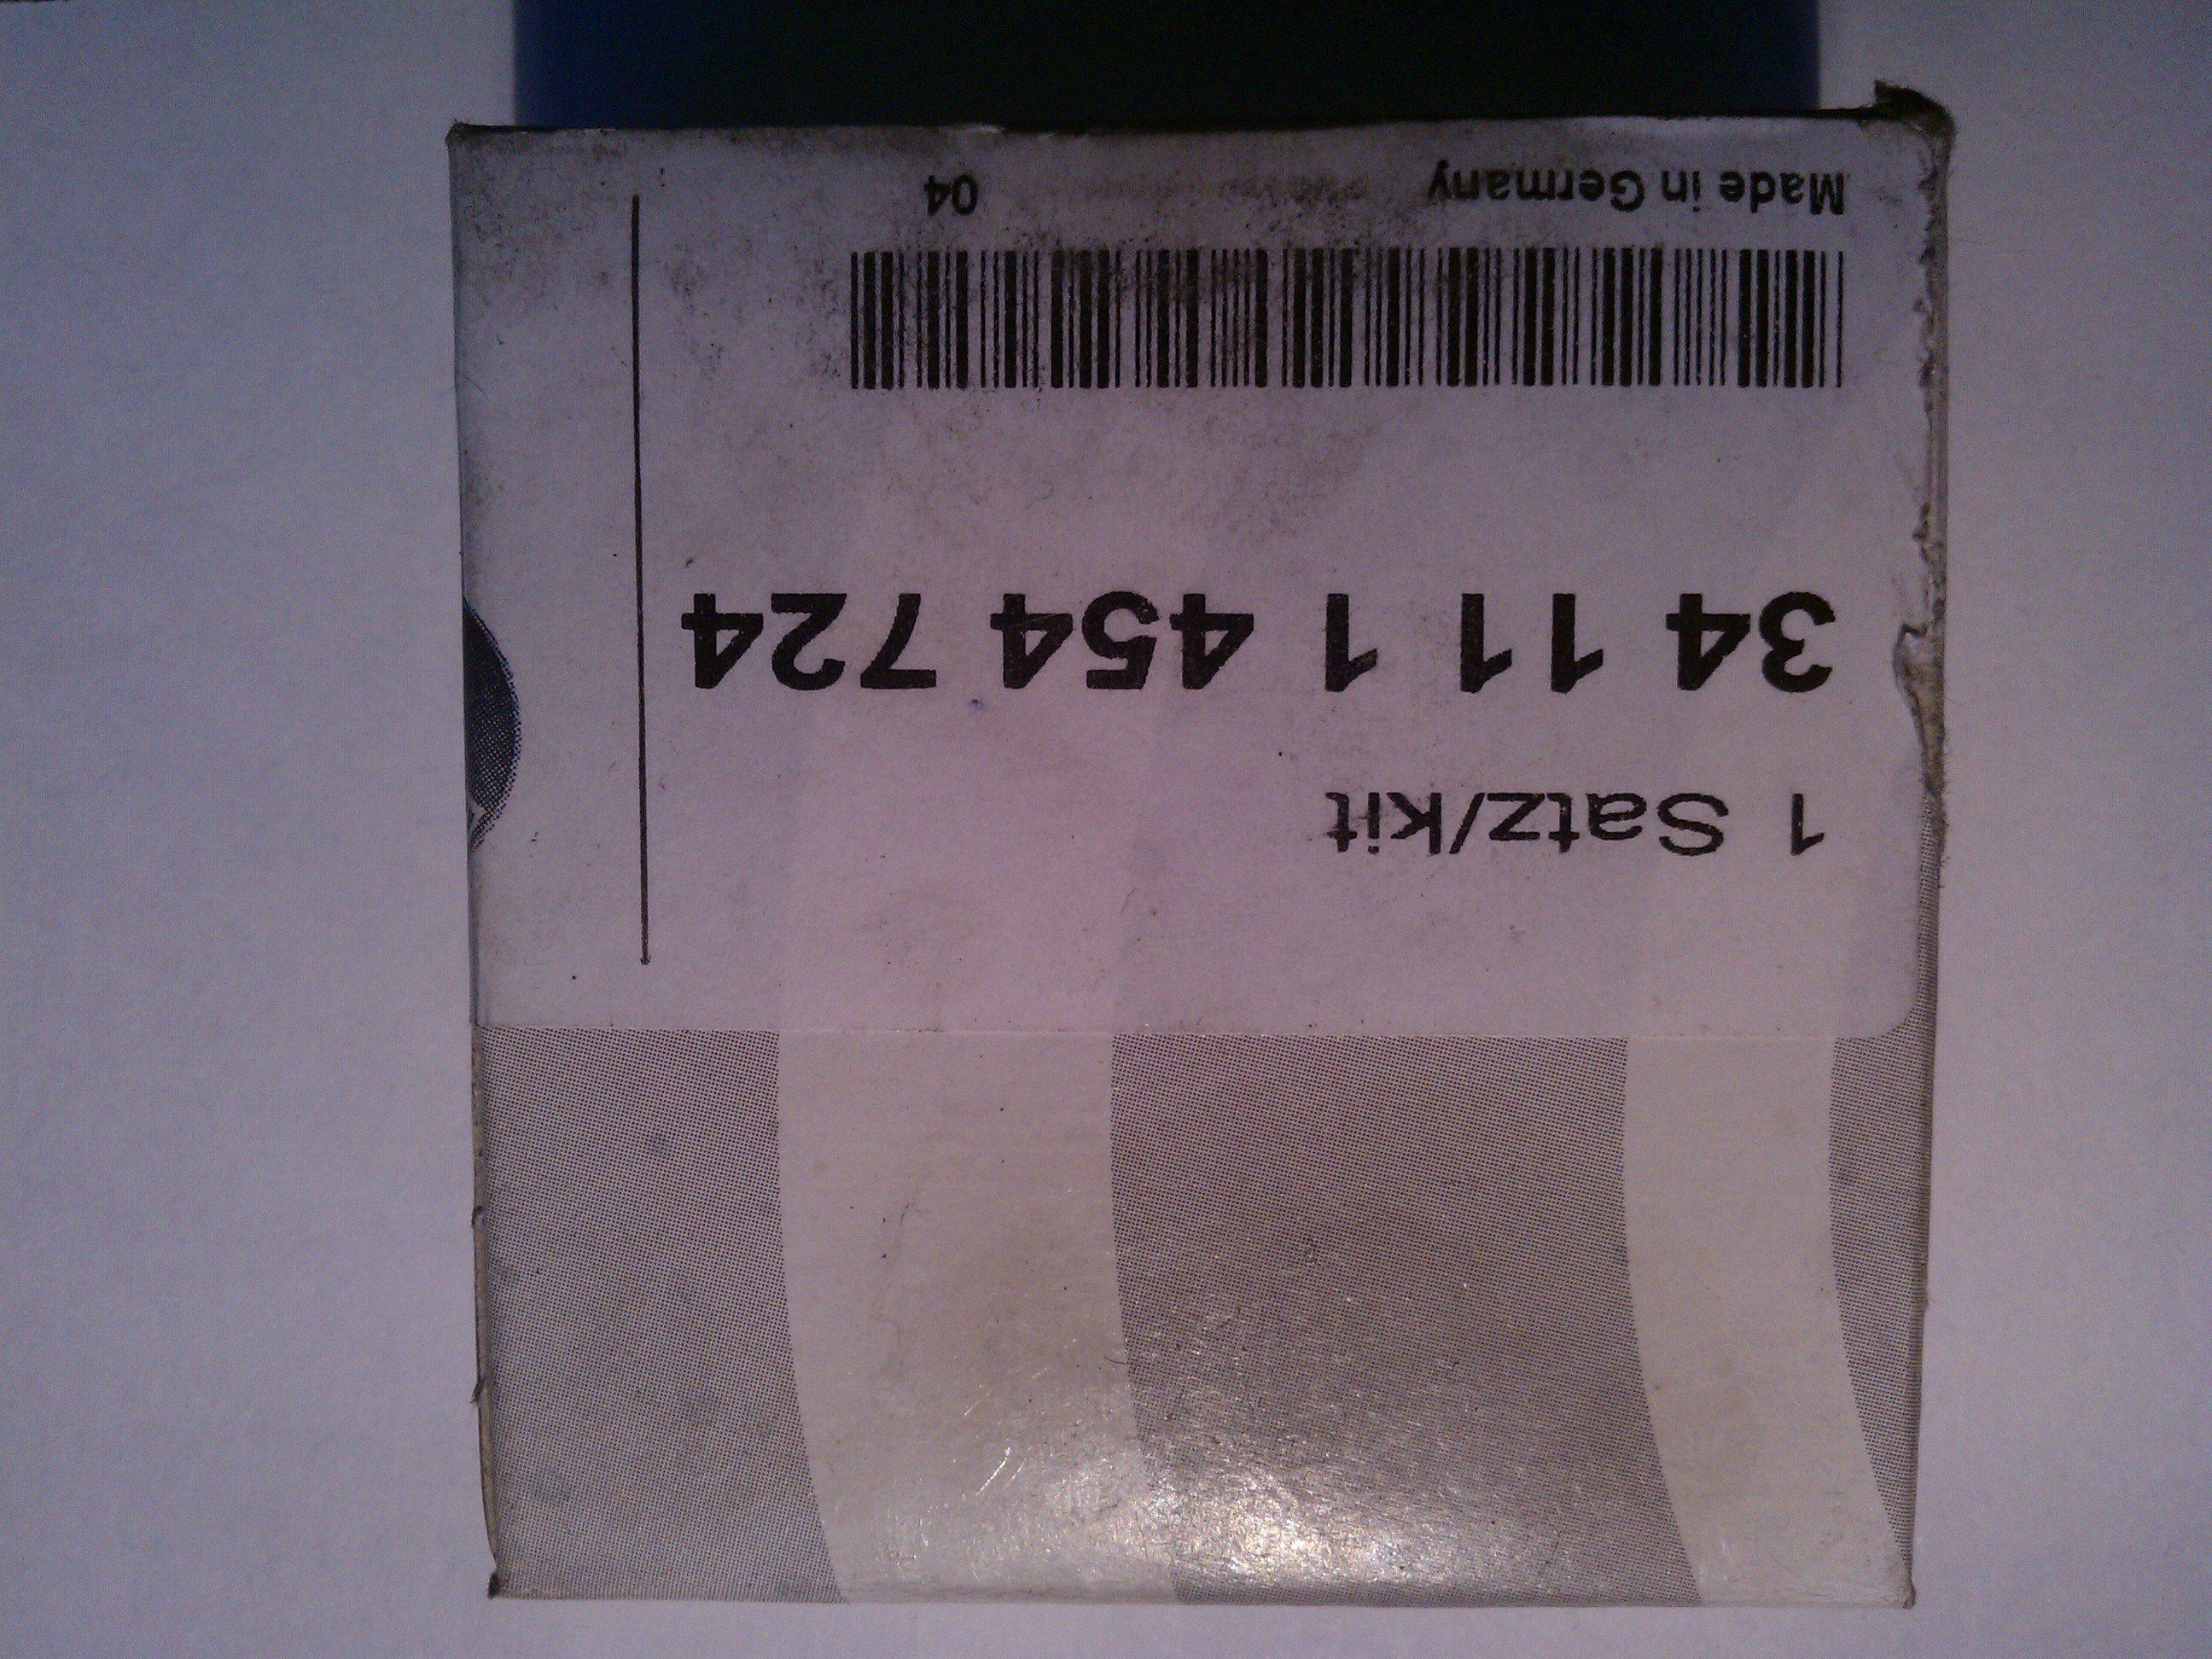 1 Satz/kit
34 11 1 454 724
Made in Germany 04